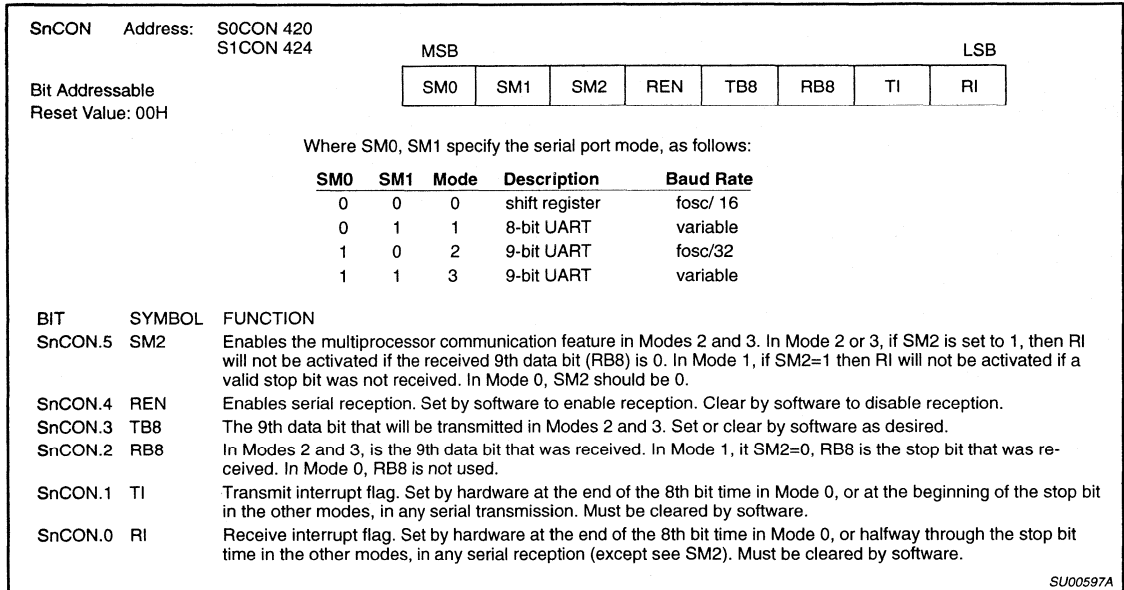 SnCON Address: S0CON 420
S1CON 424
MSB LSB
Bit Addressable
Reset Value: 00H
SM0 SM1 SM2 REN TB8 RB8 TI RI
Where SM0, SM1 specify the serial port mode, as follows:
SM0 SM1 Mode Description Baud Rate
0 0 0 shift register fosc/ 16
0 1 1 8-bit UART variable
1 0 2 9-bit UART fosc/32
1 1 3 9-bit UART variable
BIT SYMBOL FUNCTION
SnCON.5 SM2 Enables the multiprocessor communication feature in Modes 2 and 3. In Mode 2 or 3, if SM2 is set to 1, then RI
will not be activated if the received 9th data bit (RB8) is 0. In Mode 1, if SM2=1 then RI will not be activated if a
valid stop bit was not received. In Mode 0, SM2 should be 0.
SnCON.4 REN Enables serial reception. Set by software to enable reception. Clear by software to disable reception.
SnCON.3 TB8 The 9th data bit that will be transmitted in Modes 2 and 3. Set or clear by software as desired.
SnCON.2 RB8 In Modes 2 and 3, is the 9th data bit that was received. In Mode 1, it SM2=0, RB8 is the stop bit that was re-
ceived. In Mode 0, RB8 is not used.
SnCON.1 TI Transmit interrupt flag. Set by hardware at the end of the 8th bit time in Mode 0, or at the beginning of the stop bit
in the other modes, in any serial transmission. Must be cleared by software.
SnCON.0 RI Receive interrupt flag. Set by hardware at the end of the 8th bit time in Mode 0, or halfway through the stop bit
time in the other modes, in any serial reception (except see SM2). Must be cleared by software.
SU00597A